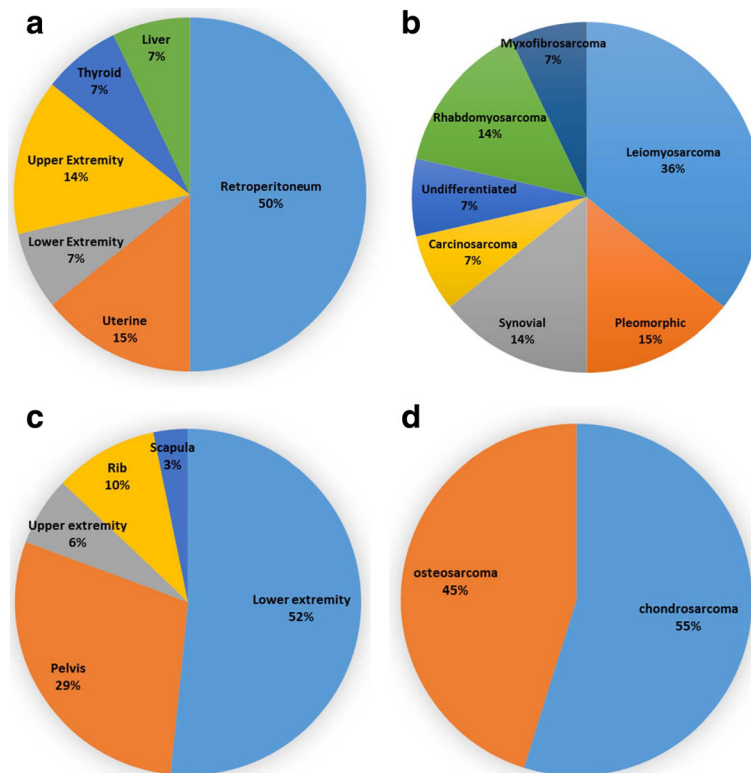 a
Retroperitoneum
50%
Uterine
15%
Lower Extremity
7%
Upper Extremity
14%
Thyroid
7%
Liver
7%
b
Leiomyosarcoma
36%
Pleomorphic
15%
Synovial
14%
Carcinosarcoma
7%
Undifferentiated
7%
Rhabdomyosarcoma
14%
Myxofibrosarcoma
7%
c
Lower extremity
52%
Pelvis
29%
Upper extremity
6%
Rib
10%
Scapula
3%
d
chondrosarcoma
55%
osteosarcoma
45%